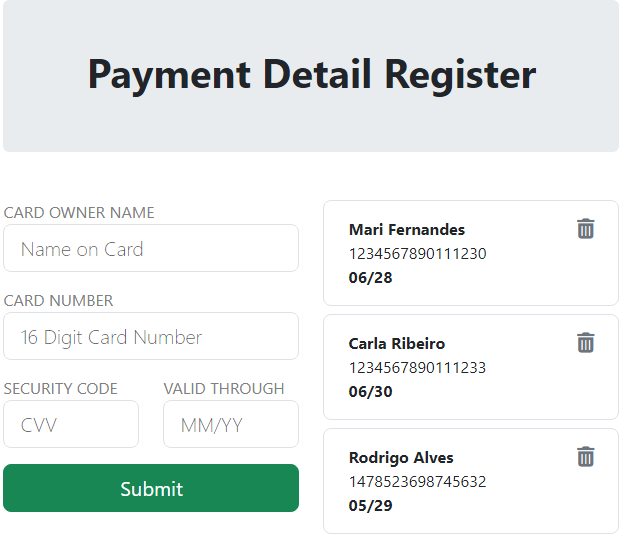 Payment Detail Register
CARD OWNER NAME
Name on Card
CARD NUMBER
16 Digit Card Number
SECURITY CODE
VALID THROUGH
CVV
MM/YY
Submit
Mari Fernandes
1234567890111230
06/28
Carla Ribeiro
1234567890111233
06/30
Rodrigo Alves
1478523698745632
05/29